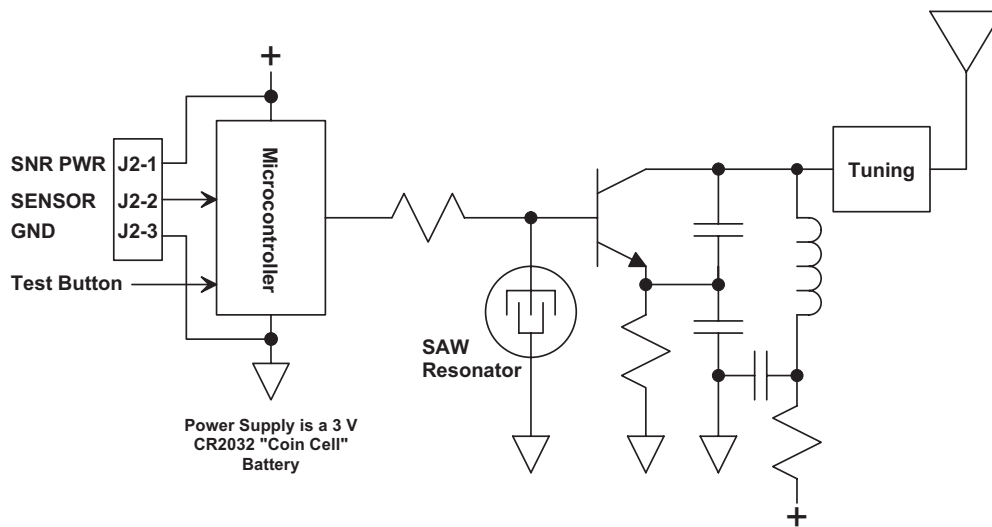 +
SNR PWR J2-1
SENSOR J2-2
GND J2-3
Test Button
Microcontroller
SAW
Resonator
Tuning
Power Supply is a 3 V
CR2032 "Coin Cell"
Battery
+